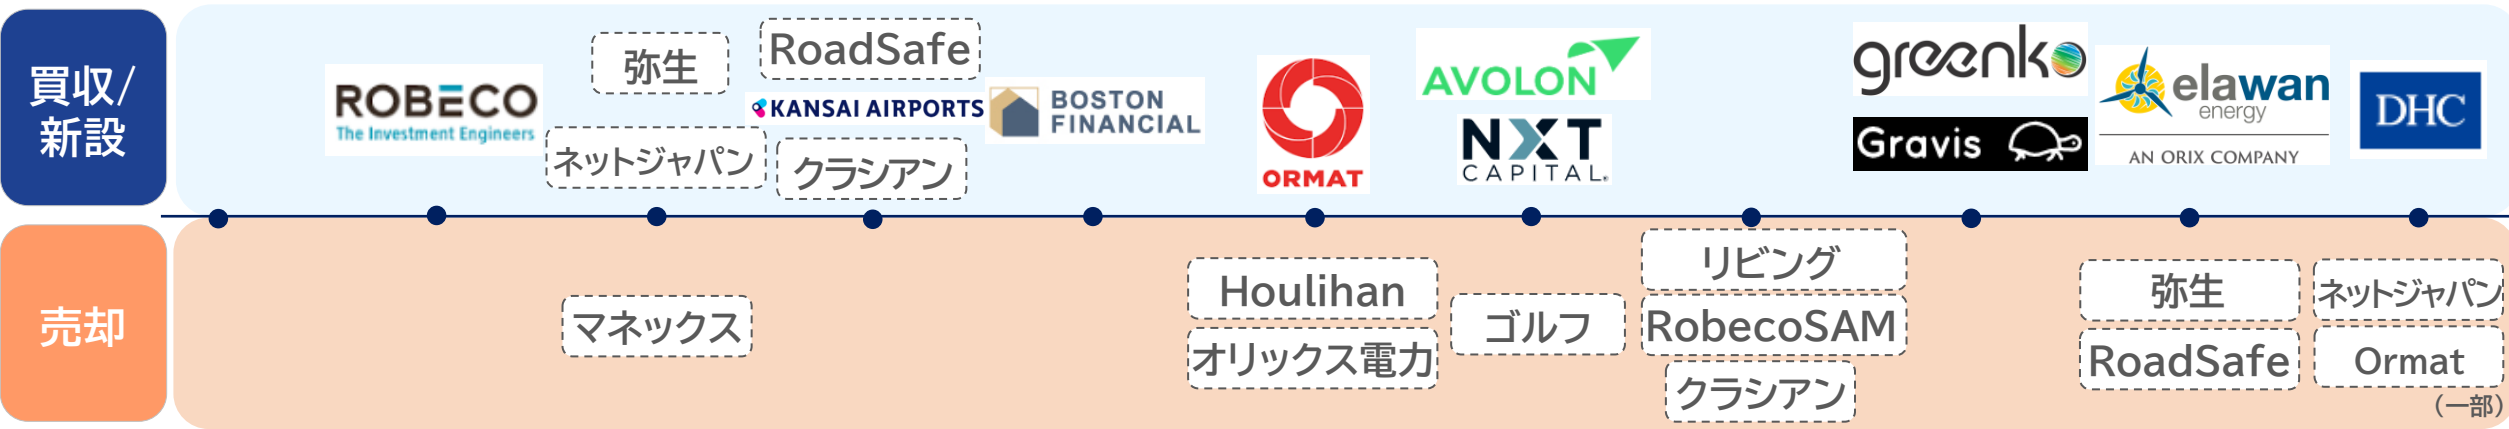 買収/
新設
ROBECO
The Investment Engineers
弥生
ネットジャパン
RoadSafe
KANSAI AIRPORTS
クラシアン
BOSTON
FINANCIAL
ORMAT
AVOLON
NXT
CAPITAL.
greenko
Gravis
elawan
energy
AN ORIX COMPANY
DHC
売却
マネックス
Houlihan
オリックス電力
ゴルフ
リビング
RobecoSAM
クラシアン
弥生
RoadSafe
ネットジャパン
Ormat
（一部）